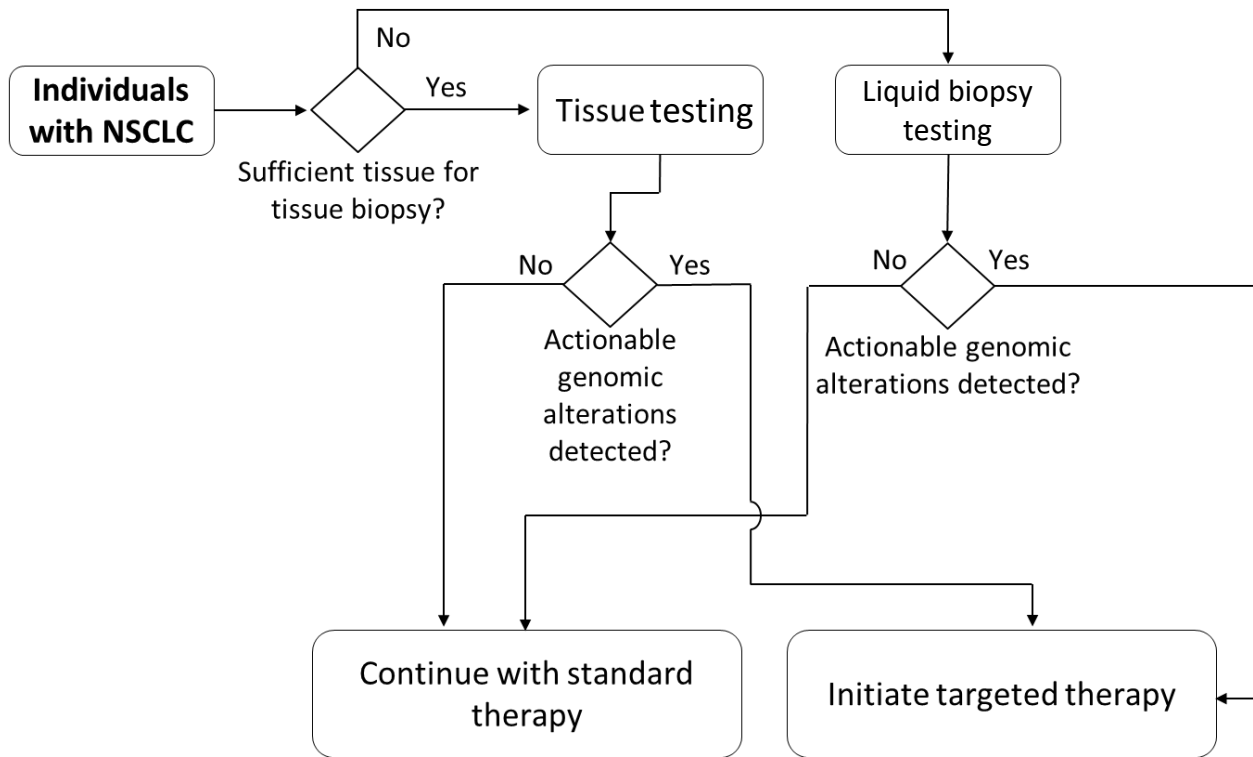 No
Individuals
with NSCLC
Yes
Tissue testing
Liquid biopsy
testing
Sufficient tissue for
tissue biopsy?
No
Yes
No
Yes
Actionable
genomic
alterations
detected?
Actionable genomic
alterations detected?
Continue with standard
therapy
Initiate targeted therapy